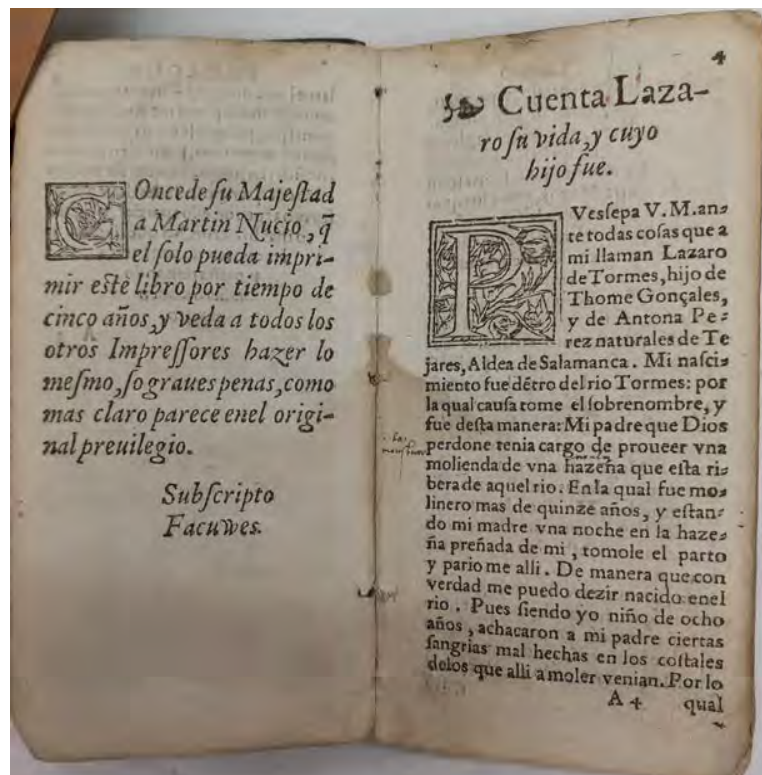 COncede ſu Majeſtad
a Martin Nucio, q̃
el ſolo pueda impri-
mir eſte libro por tiempo de
cinco años, y veda a todos los
otros Impreſſores hazer lo
meſmo, ſo graues penas, como
mas claro parece enel origi-
nal preuilegio.
Subſcripto
Facuwes.
4
Cuenta Laza-
ro ſu vida, y cuyo
hijo fue.
PVes ſepa V. M. an-
te todas coſas que a
mi llaman Lazaro
de Tormes, hijo de
Thome Gonçales,
y de Antona Pe-
rez naturales de Te
jares, Aldea de Salamanca. Mi naſci-
miento fue dẽtro del rio Tormes: por
la qual cauſa tome el ſobrenombre, y
fue deſta manera: Mi padre que Dios
perdone tenia cargo de proueer vna
molienda de vna hazeña que eſta ri-
bera de aquel rio. En la qual fue mo-
linero mas de quinze años, y eſtan-
do mi madre vna noche en la haze-
ña preñada de mi, tomole el parto
y pario me alli. De manera que con
verdad me puedo dezir nacido enel
rio. Pues ſiendo yo niño de ocho
años, achacaron a mi padre ciertas
ſangrias mal hechas en los coſtales
delos que alli a moler venian. Por lo
A 4 qual